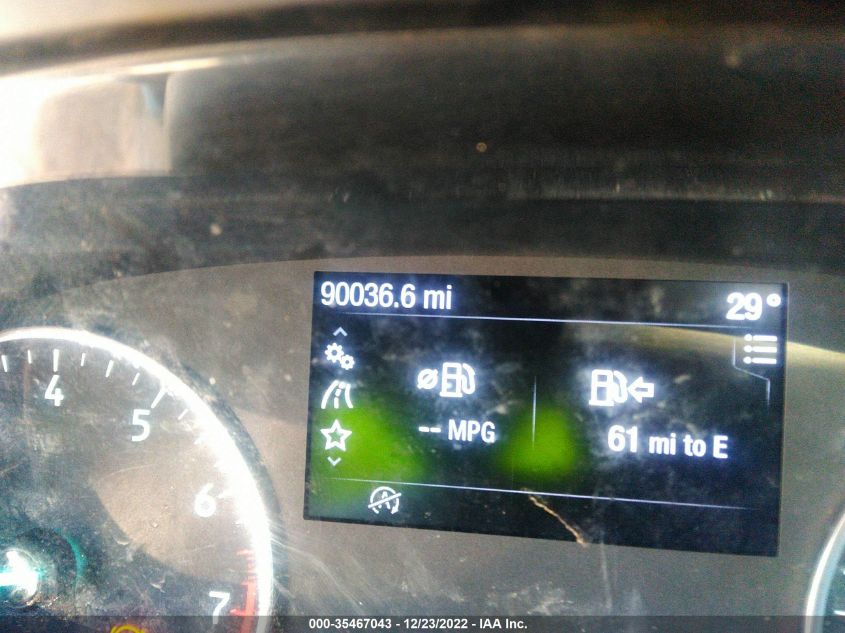 90036.6 mi
29°
-- MPG
61 mi to E
4
5
6
7
A
000-35467043 - 12/23/2022 - IAA Inc.